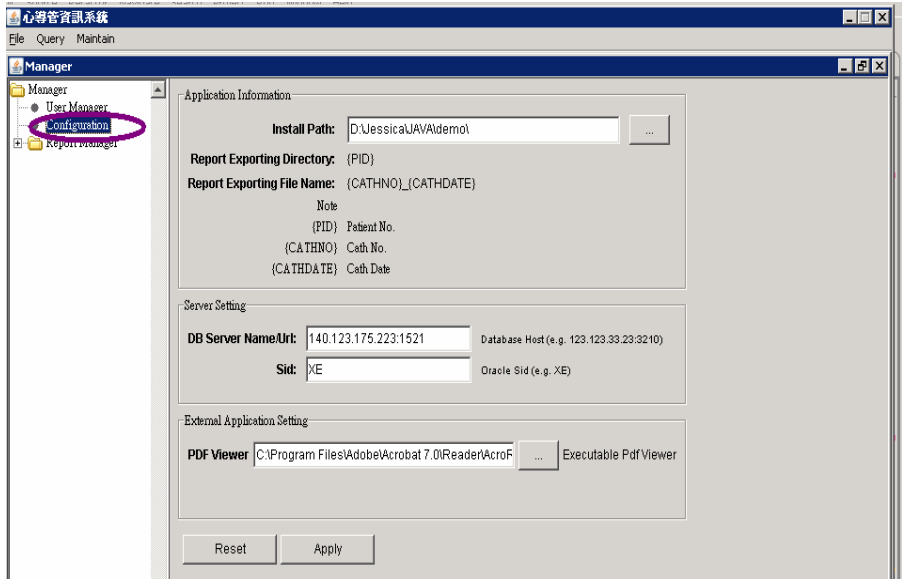 心導管資訊系統
File Query Maintain
Manager
Manager
User Manager
Configuration
Report Manager
Application Information
Install Path: D:\Jessica\JAVA\demo\ ...
Report Exporting Directory: {PID}
Report Exporting File Name: {CATHNO}_{CATHDATE}
Note
{PID} Patient No.
{CATHNO} Cath No.
{CATHDATE} Cath Date
Server Setting
DB Server Name/Url: 140.123.175.223:1521 Database Host (e.g. 123.123.33.23:3210)
Sid: XE Oracle Sid (e.g. XE)
External Application Setting
PDF Viewer C:\Program Files\Adobe\Acrobat 7.0\Reader\AcroR ... Executable Pdf Viewer
Reset Apply